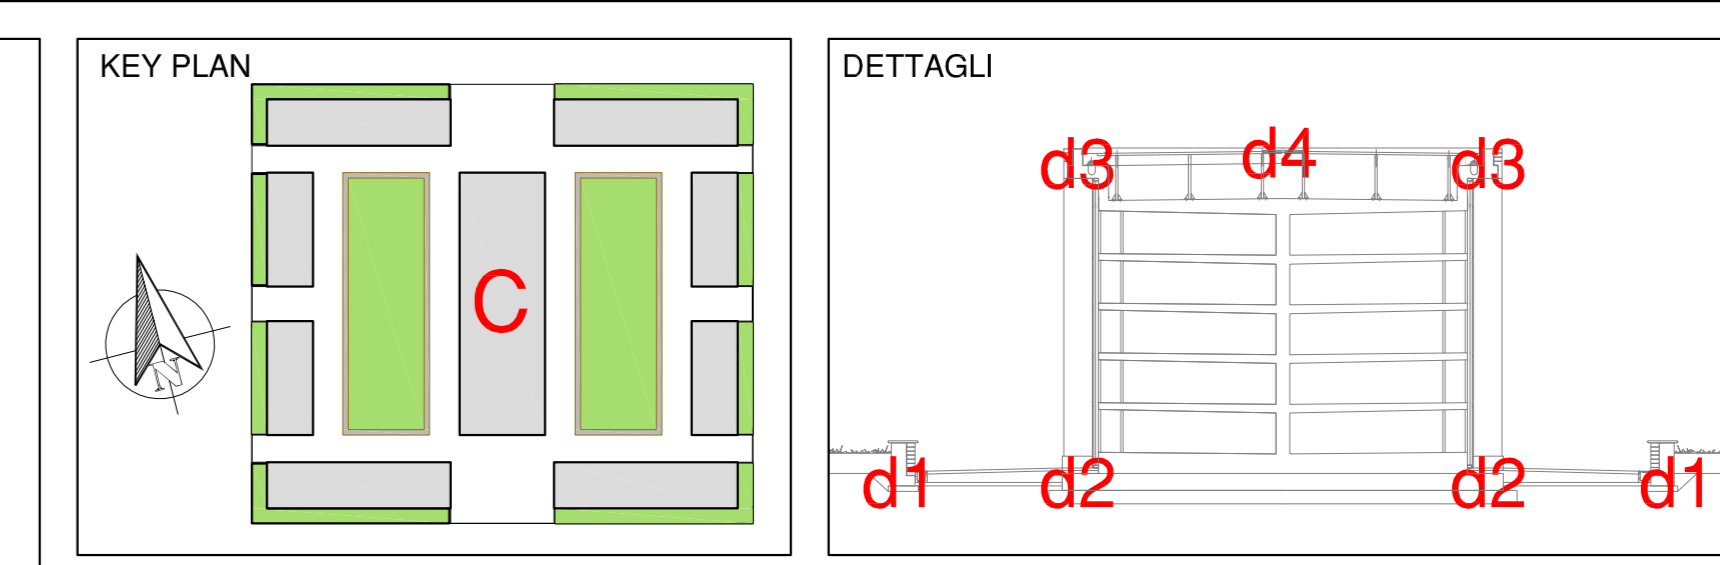 KEY PLAN
C
N
DETTAGLI
d3 d4 d3
d1 d2 d2 d1